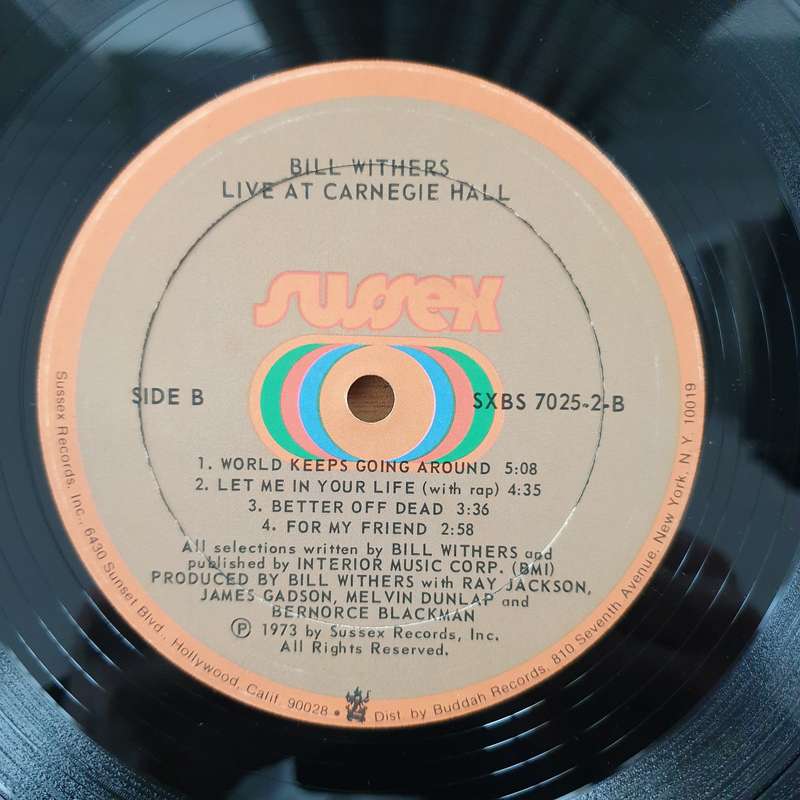 BILL WITHERS
LIVE AT CARNEGIE HALL
sussex
SIDE B
SXBS 7025-2-B
1. WORLD KEEPS GOING AROUND 5:08
2. LET ME IN YOUR LIFE (with rap) 4:35
3. BETTER OFF DEAD 3:36
4. FOR MY FRIEND 2:58
All selections written by BILL WITHERS and
published by INTERIOR MUSIC CORP. (BMI)
PRODUCED BY BILL WITHERS with RAY JACKSON,
JAMES GADSON, MELVIN DUNLAP and
BERNORCE BLACKMAN
Ⓟ 1973 by Sussex Records, Inc.
All Rights Reserved.
Sussex Records, Inc., 6430 Sunset Blvd., Hollywood, Calif. 90028 • Dist. by Buddah Records, 810 Seventh Avenue, New York, N.Y. 10019